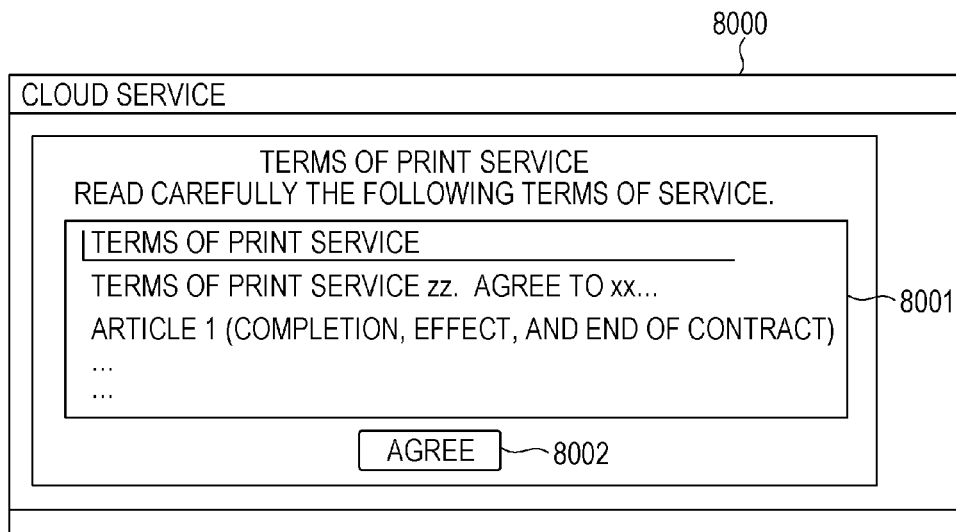 8000
CLOUD SERVICE
TERMS OF PRINT SERVICE
READ CAREFULLY THE FOLLOWING TERMS OF SERVICE.
TERMS OF PRINT SERVICE
TERMS OF PRINT SERVICE zz. AGREE TO xx...
8001
ARTICLE 1 (COMPLETION, EFFECT, AND END OF CONTRACT)
...
...
AGREE 8002